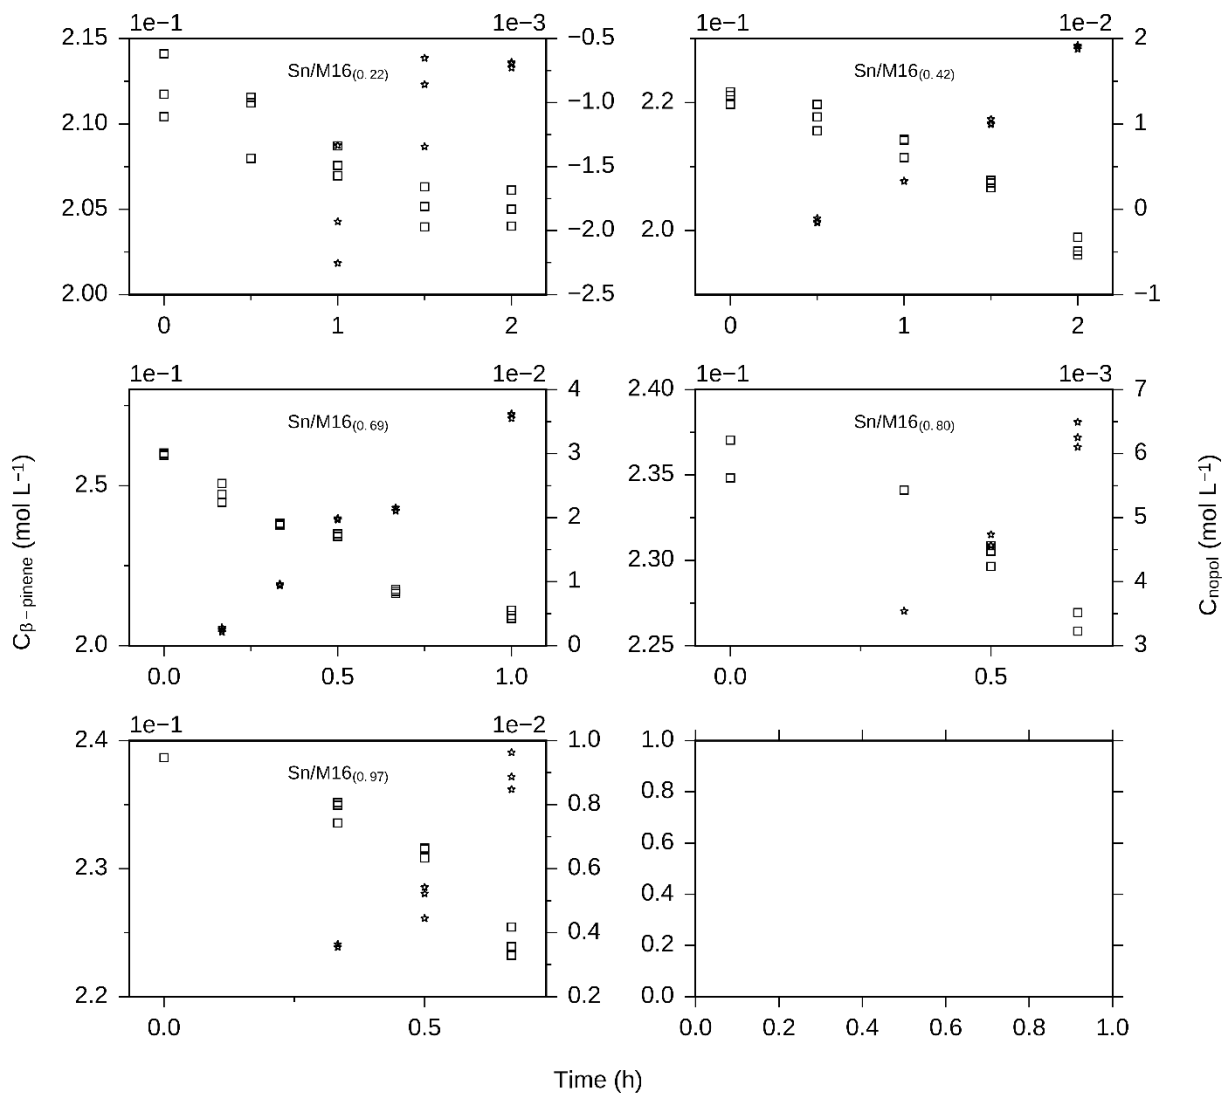 1e−1 1e−3 1e−1 1e−2
2.15 −0.5 2
Sn/M16(0.22) Sn/M16(0.42)
2.10 −1.0 2.2 1
−1.5
2.05 −2.0 2.0 0
2.00 −2.5 −1
0 1 2 0 1 2
1e−1 1e−2 1e−1 1e−3
4 2.40 7
Sn/M16(0.69) Sn/M16(0.80)
3 6
2.5 2.35
2 2.30 5
1 4
2.0 0 2.25 3
0.0 0.5 1.0 0.0 0.5
Cβ−pinene (mol L−1)
Cnopol (mol L−1)
1e−1 1e−2
2.4 1.0 1.0
Sn/M16(0.97)
0.8 0.8
2.3 0.6 0.6
0.4 0.4
0.2
2.2 0.2 0.0
0.0 0.5 0.0 0.2 0.4 0.6 0.8 1.0
Time (h)